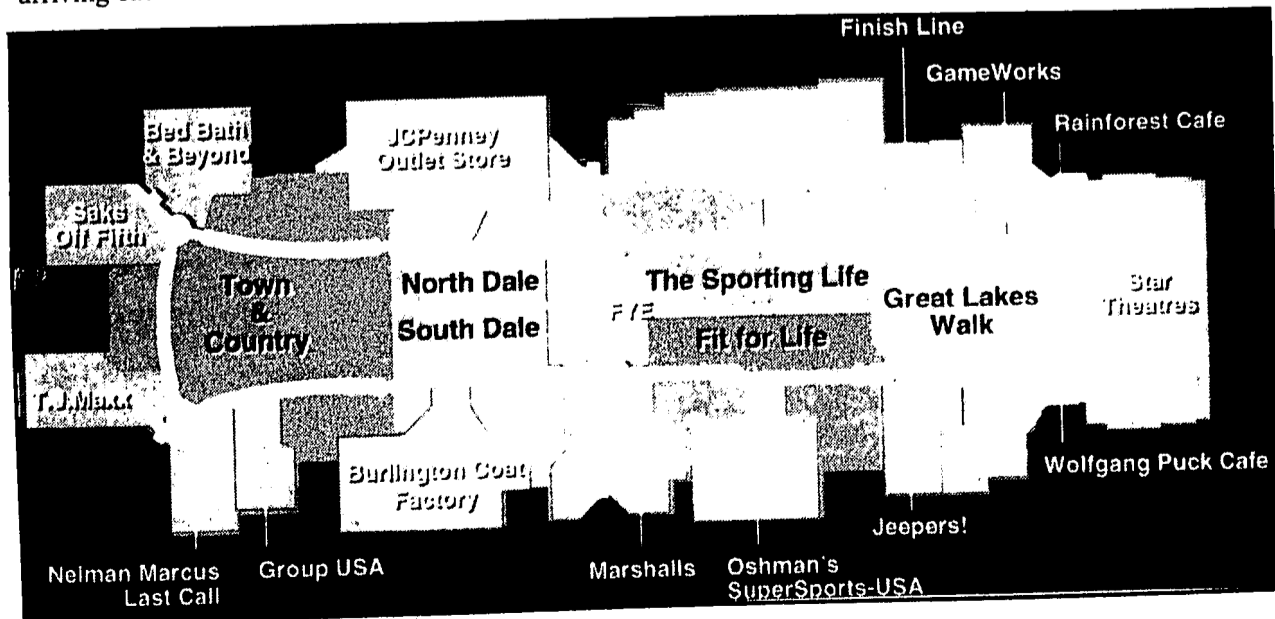 Finish Line
GameWorks
Rainforest Cafe
Bed Bath
& Beyond
JCPenney
Outlet Store
Saks
Off Fifth
Town
&
Country
North Dale
South Dale
FYE
The Sporting Life
Fit for Life
Great Lakes
Walk
Star
Theatres
T.J.Maxx
Burlington Coat
Factory
Wolfgang Puck Cafe
Jeepers!
Neiman Marcus
Last Call
Group USA
Marshalls
Oshman's
SuperSports-USA